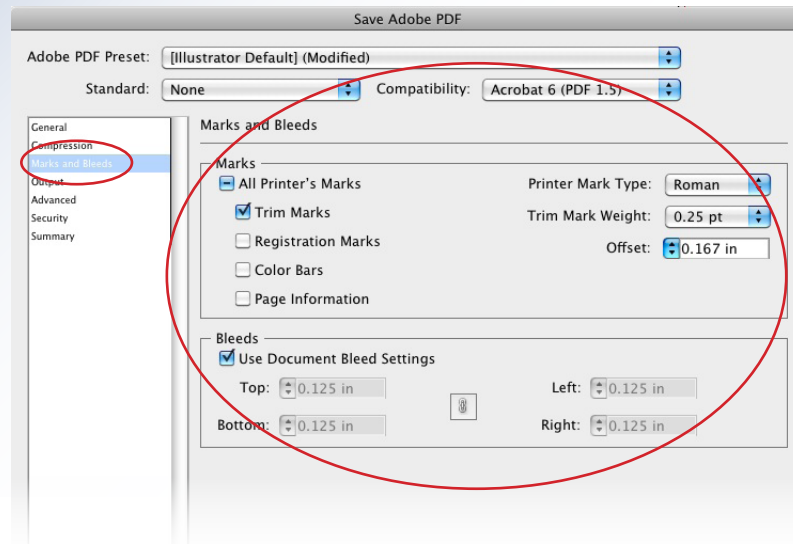 Save Adobe PDF
Adobe PDF Preset: [Illustrator Default] (Modified)
Standard: None Compatibility: Acrobat 6 (PDF 1.5)
General
Compression
Marks and Bleeds
Output
Advanced
Security
Summary
Marks and Bleeds
Marks
All Printer's Marks
Trim Marks
Registration Marks
Color Bars
Page Information
Printer Mark Type: Roman
Trim Mark Weight: 0.25 pt
Offset: 0.167 in
Bleeds
Use Document Bleed Settings
Top: 0.125 in Left: 0.125 in
Bottom: 0.125 in Right: 0.125 in